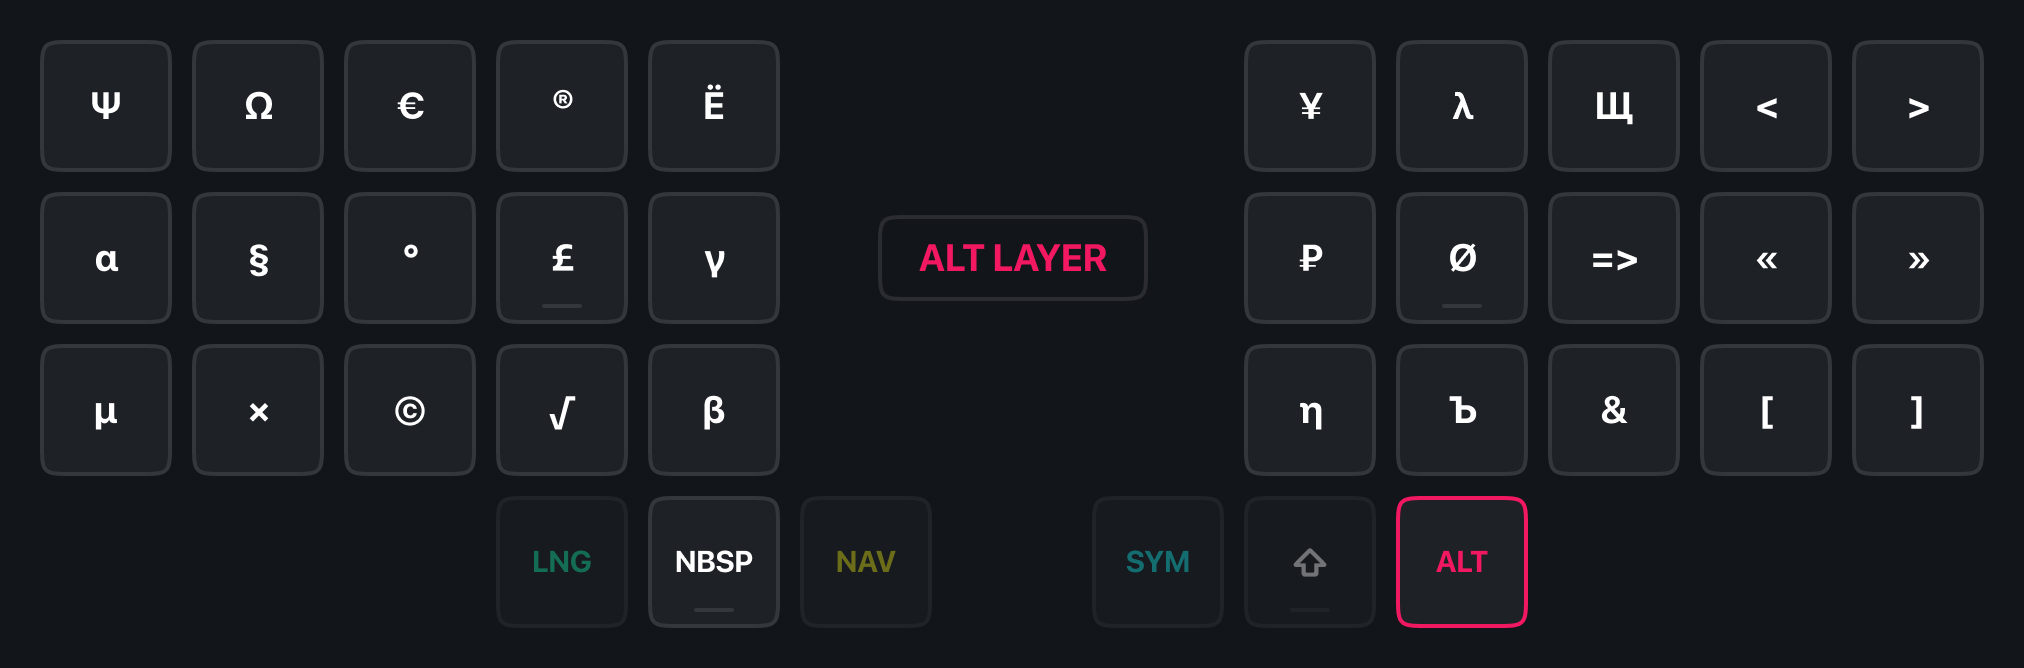 Ψ Ω € ® Ë ¥ λ Щ < >
α § ° £ γ ALT LAYER ₽ Ø => « »
μ × © √ β η Ъ & [ ]
LNG NBSP NAV SYM ALT